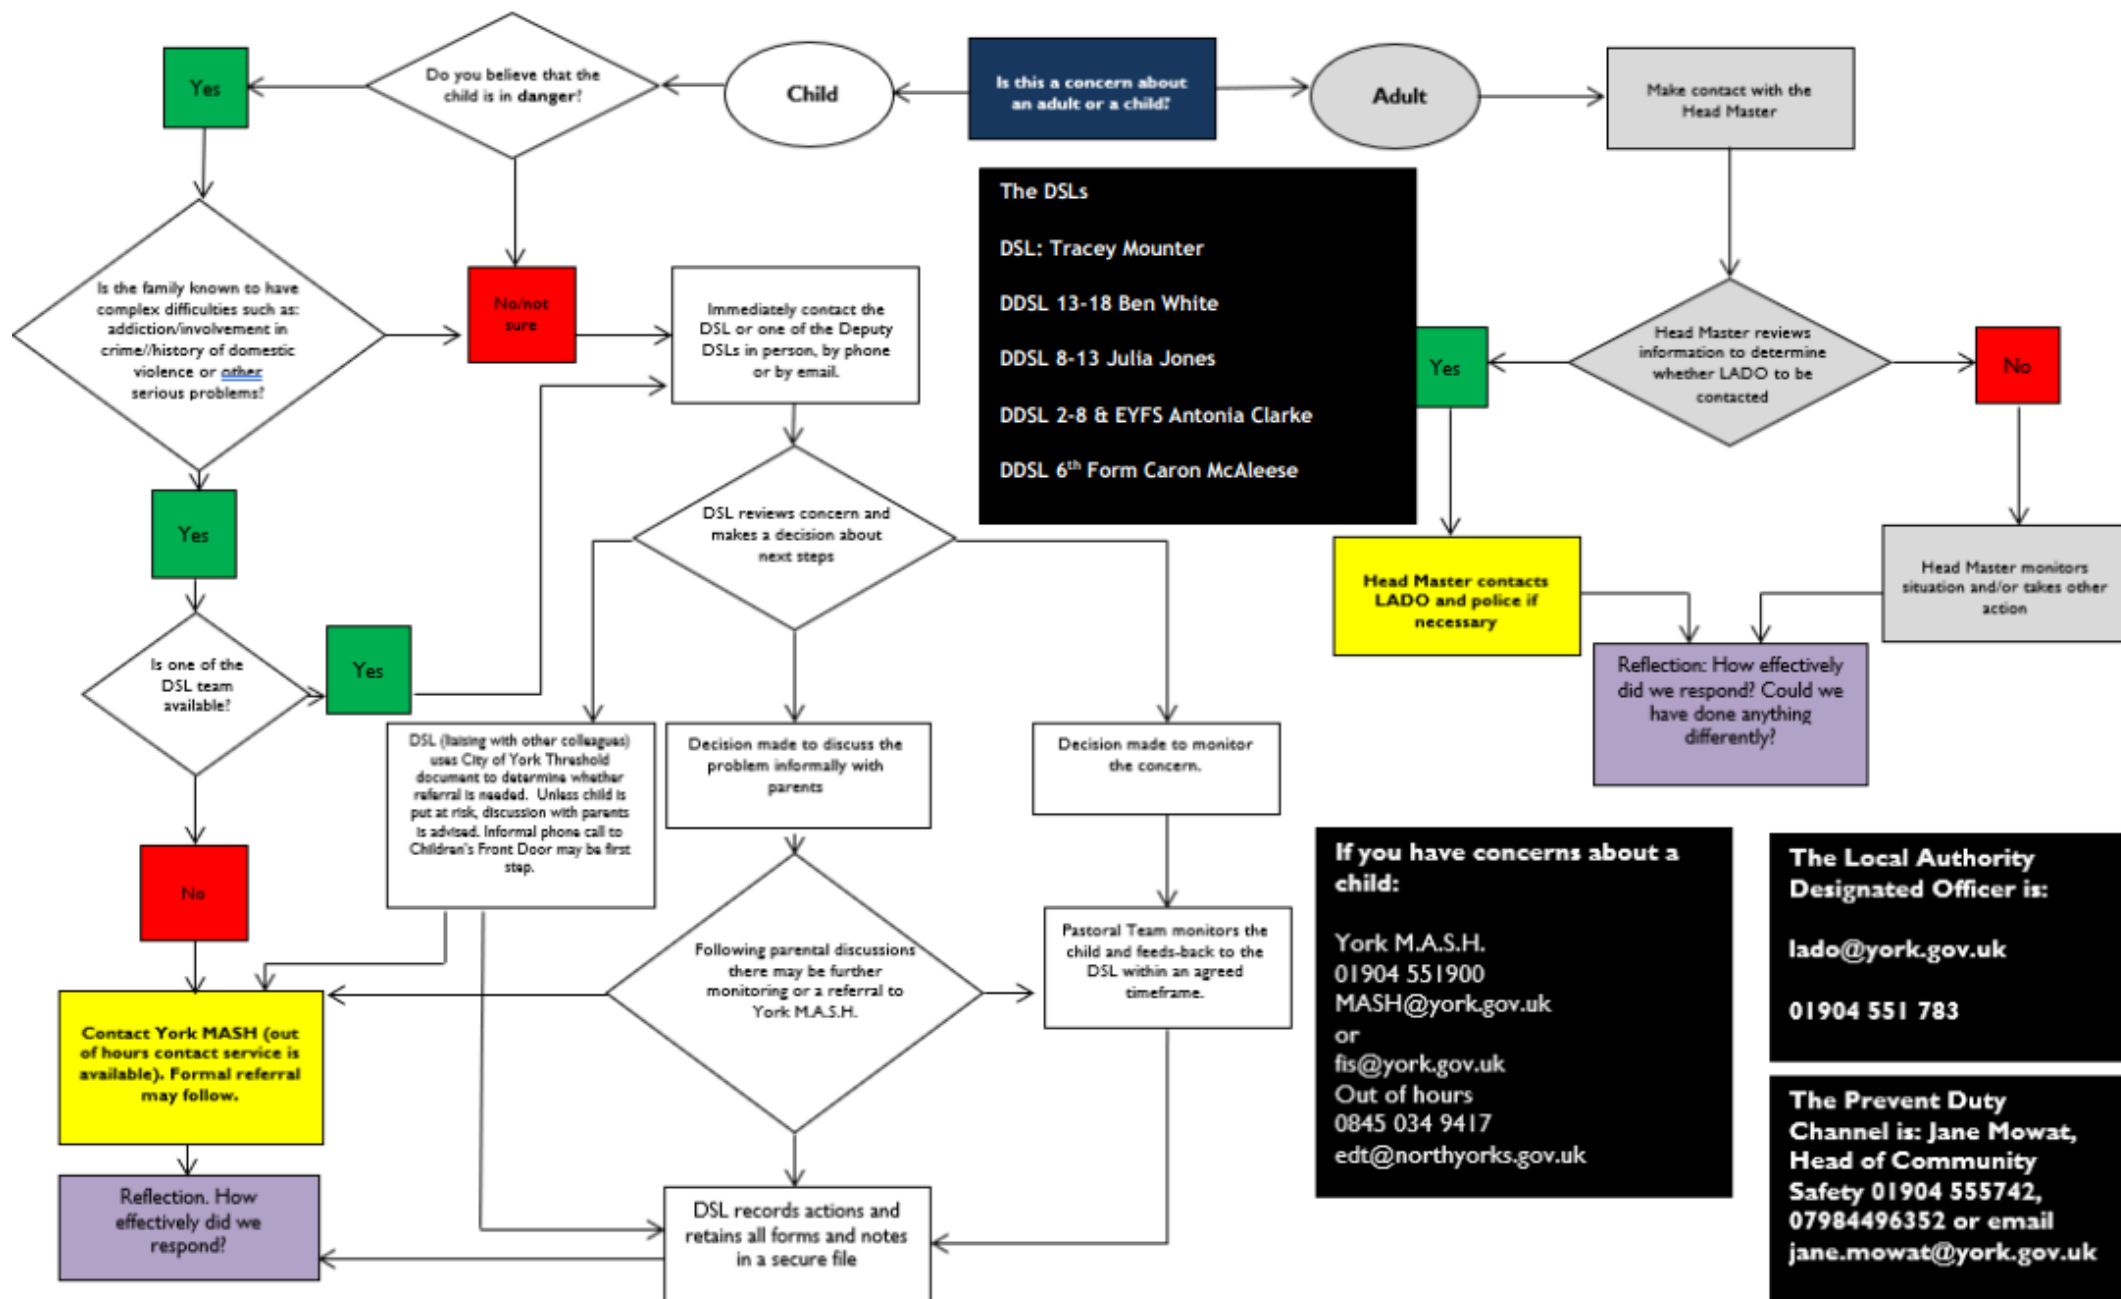 Is this a concern about
an adult or a child?
Child
Adult
Do you believe that the
child is in danger?
Yes
Make contact with the
Head Master
The DSLs
DSL: Tracey Mounter
DDSL 13-18 Ben White
DDSL 8-13 Julia Jones
DDSL 2-8 & EYFS Antonia Clarke
DDSL 6th Form Caron McAleese
Is the family known to have
complex difficulties such as:
addiction/involvement in
crime//history of domestic
violence or other
serious problems?
No/not
sure
Immediately contact the
DSL or one of the Deputy
DSLs in person, by phone
or by email.
Yes
Head Master reviews
information to determine
whether LADO to be
contacted
No
Yes
DSL reviews concern and
makes a decision about
next steps
Head Master contacts
LADO and police if
necessary
Head Master monitors
situation and/or takes other
action
Is one of the
DSL team
available?
Yes
Reflection: How effectively
did we respond? Could we
have done anything
differently?
DSL (liaising with other colleagues)
uses City of York Threshold
document to determine whether
referral is needed. Unless child is
put at risk, discussion with parents
is advised. Informal phone call to
Children's Front Door may be first
step.
Decision made to discuss the
problem informally with
parents
Decision made to monitor
the concern.
No
Following parental discussions
there may be further
monitoring or a referral to
York M.A.S.H.
Pastoral Team monitors the
child and feeds-back to the
DSL within an agreed
timeframe.
Contact York MASH (out
of hours contact service is
available). Formal referral
may follow.
Reflection. How
effectively did we
respond?
DSL records actions and
retains all forms and notes
in a secure file
If you have concerns about a
child:
York M.A.S.H.
01904 551900
MASH@york.gov.uk
or
fis@york.gov.uk
Out of hours
0845 034 9417
edt@northyorks.gov.uk
The Local Authority
Designated Officer is:
lado@york.gov.uk
01904 551 783
The Prevent Duty
Channel is: Jane Mowat,
Head of Community
Safety 01904 555742,
07984496352 or email
jane.mowat@york.gov.uk